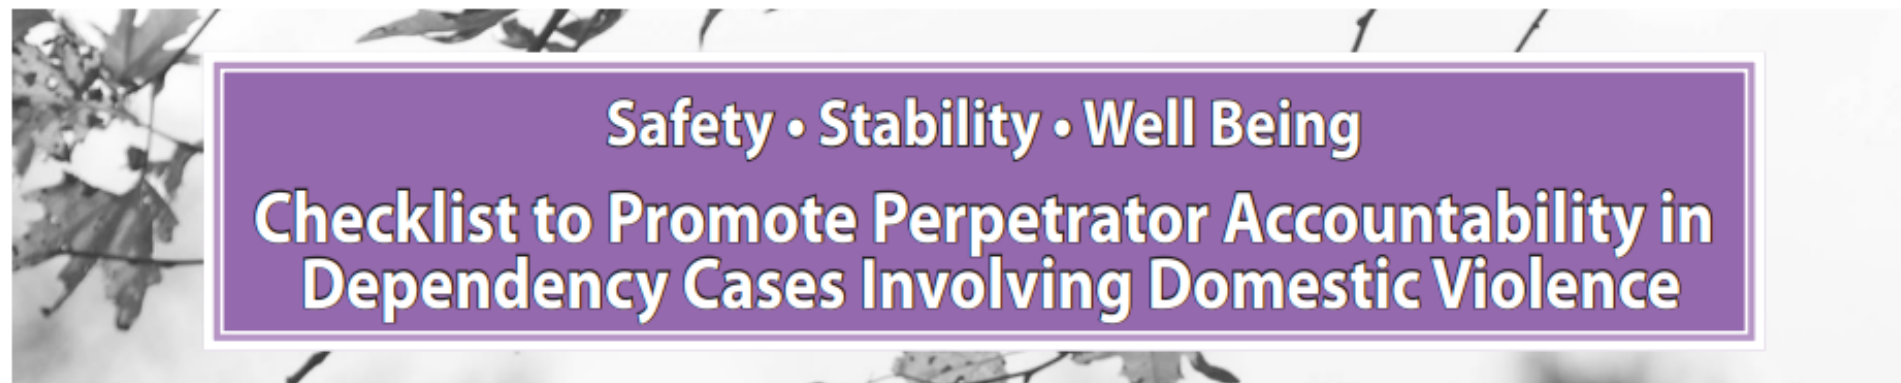 Safety • Stability • Well Being
Checklist to Promote Perpetrator Accountability in
Dependency Cases Involving Domestic Violence